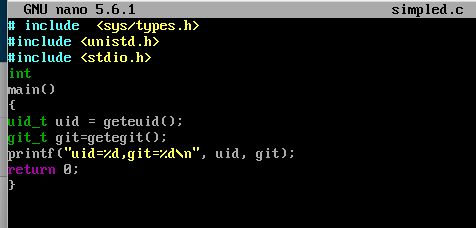 GNU nano 5.6.1 simpled.c
# include  <sys/types.h>
#include <unistd.h>
#include <stdio.h>
int
main()
{
uid_t uid = geteuid();
git_t git=getegit();
printf("uid=%d,git=%d\n", uid, git);
return 0;
}